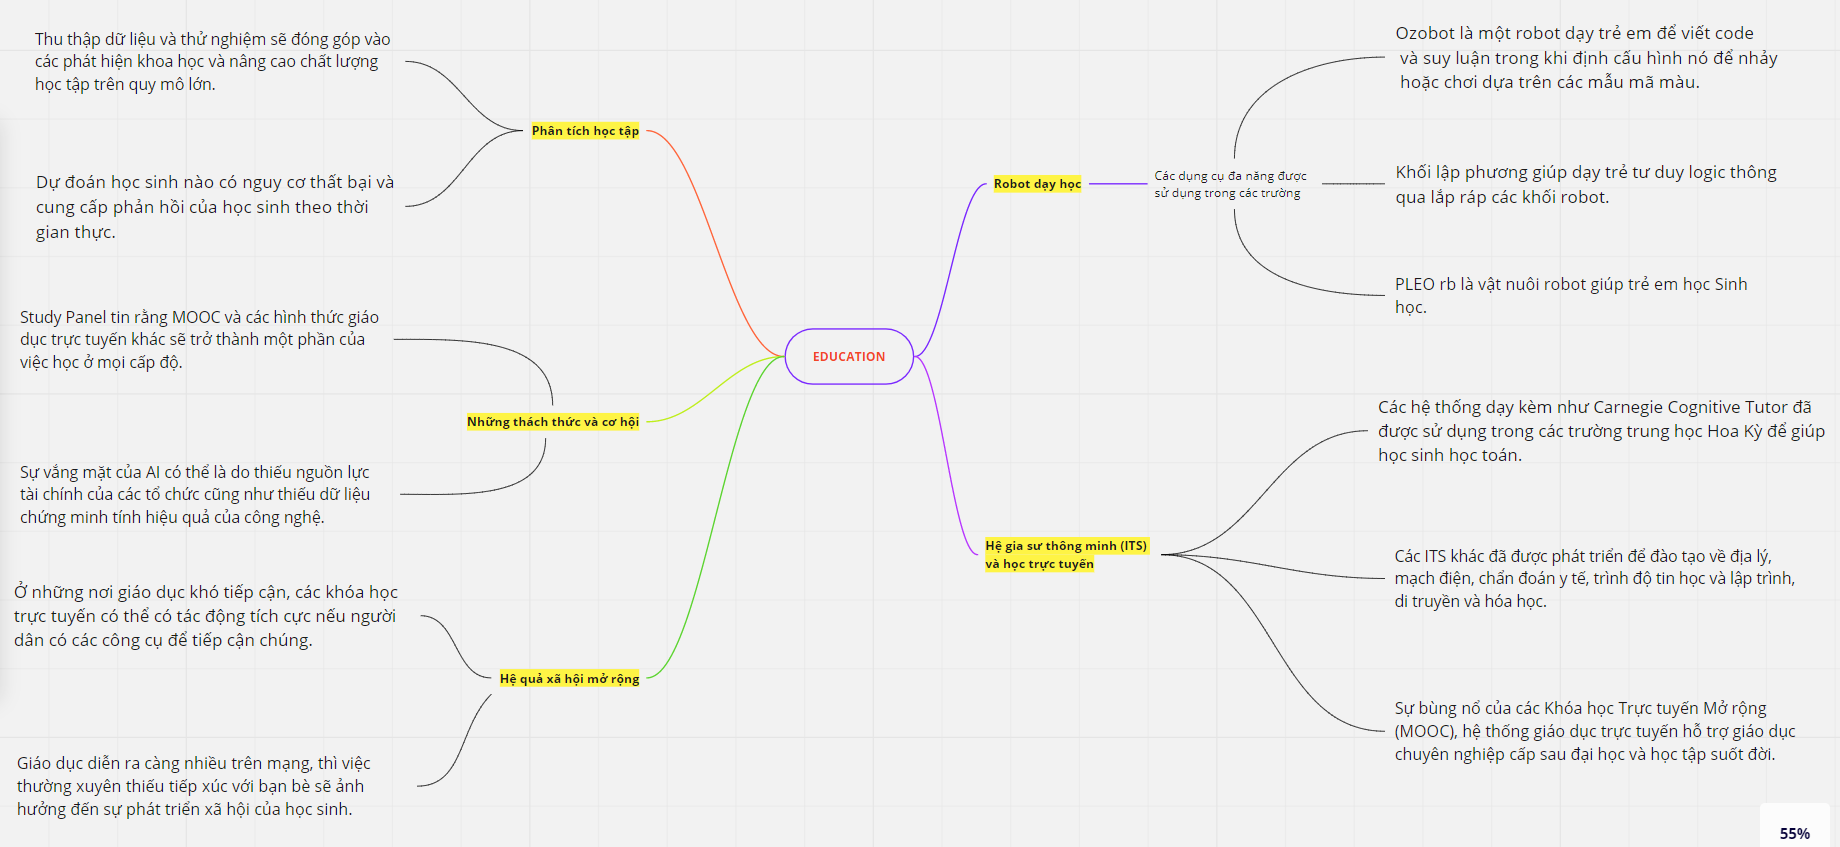 Thu thập dữ liệu và thử nghiệm sẽ đóng góp vào
các phát hiện khoa học và nâng cao chất lượng
học tập trên quy mô lớn.
Phân tích học tập
Dự đoán học sinh nào có nguy cơ thất bại và
cung cấp phản hồi của học sinh theo thời
gian thực.
Study Panel tin rằng MOOC và các hình thức giáo
dục trực tuyến khác sẽ trở thành một phần của
việc học ở mọi cấp độ.
Những thách thức và cơ hội
Sự vắng mặt của AI có thể là do thiếu nguồn lực
tài chính của các tổ chức cũng như thiếu dữ liệu
chứng minh tính hiệu quả của công nghệ.
Ở những nơi giáo dục khó tiếp cận, các khóa học
trực tuyến có thể có tác động tích cực nếu người
dân có các công cụ để tiếp cận chúng.
Hệ quả xã hội mở rộng
Giáo dục diễn ra càng nhiều trên mạng, thì việc
thường xuyên thiếu tiếp xúc với bạn bè sẽ ảnh
hưởng đến sự phát triển xã hội của học sinh.
EDUCATION
Robot dạy học
Các dụng cụ đa năng được
sử dụng trong các trường
Ozobot là một robot dạy trẻ em để viết code
và suy luận trong khi định cấu hình nó để nhảy
hoặc chơi dựa trên các mẫu mã màu.
Khối lập phương giúp dạy trẻ tư duy logic thông
qua lắp ráp các khối robot.
PLEO rb là vật nuôi robot giúp trẻ em học Sinh
học.
Hệ gia sư thông minh (ITS)
và học trực tuyến
Các hệ thống dạy kèm như Carnegie Cognitive Tutor đã
được sử dụng trong các trường trung học Hoa Kỳ để giúp
học sinh học toán.
Các ITS khác đã được phát triển để đào tạo về địa lý,
mạch điện, chẩn đoán y tế, trình độ tin học và lập trình,
di truyền và hóa học.
Sự bùng nổ của các Khóa học Trực tuyến Mở rộng
(MOOC), hệ thống giáo dục trực tuyến hỗ trợ giáo dục
chuyên nghiệp cấp sau đại học và học tập suốt đời.
55%